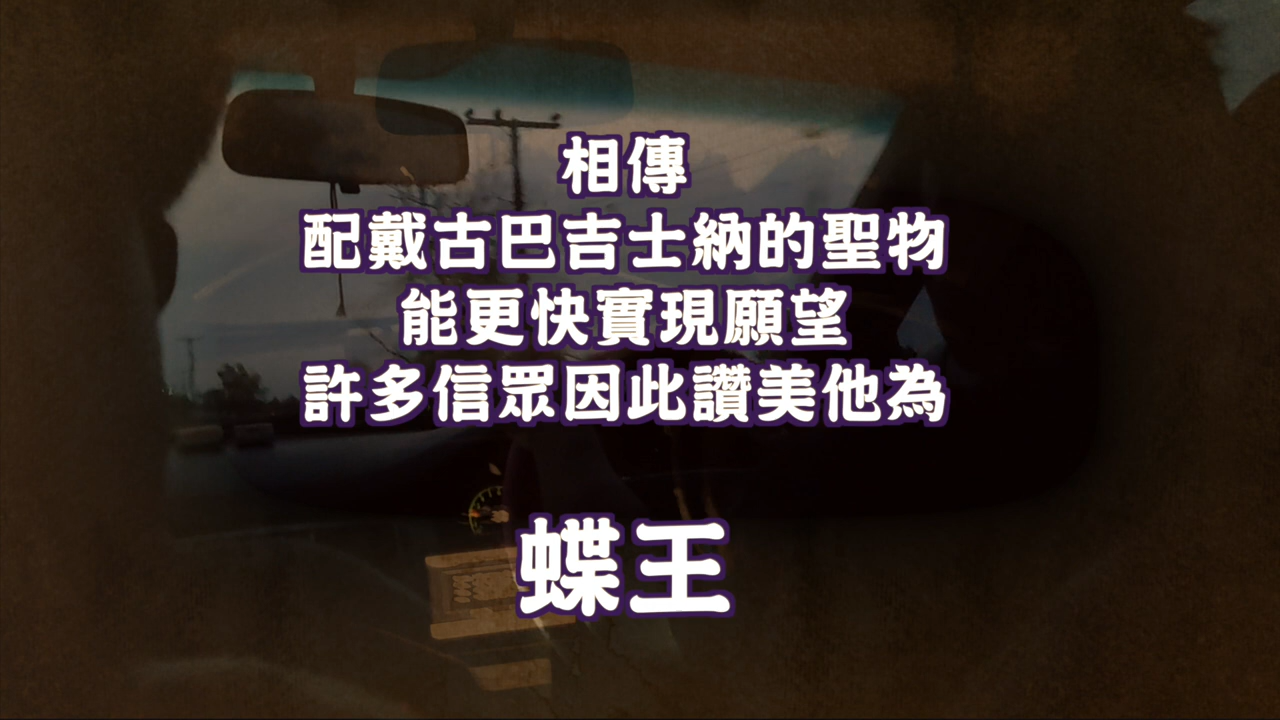 相傳
配戴古巴吉士納的聖物
能更快實現願望
許多信眾因此讚美他為
蝶王